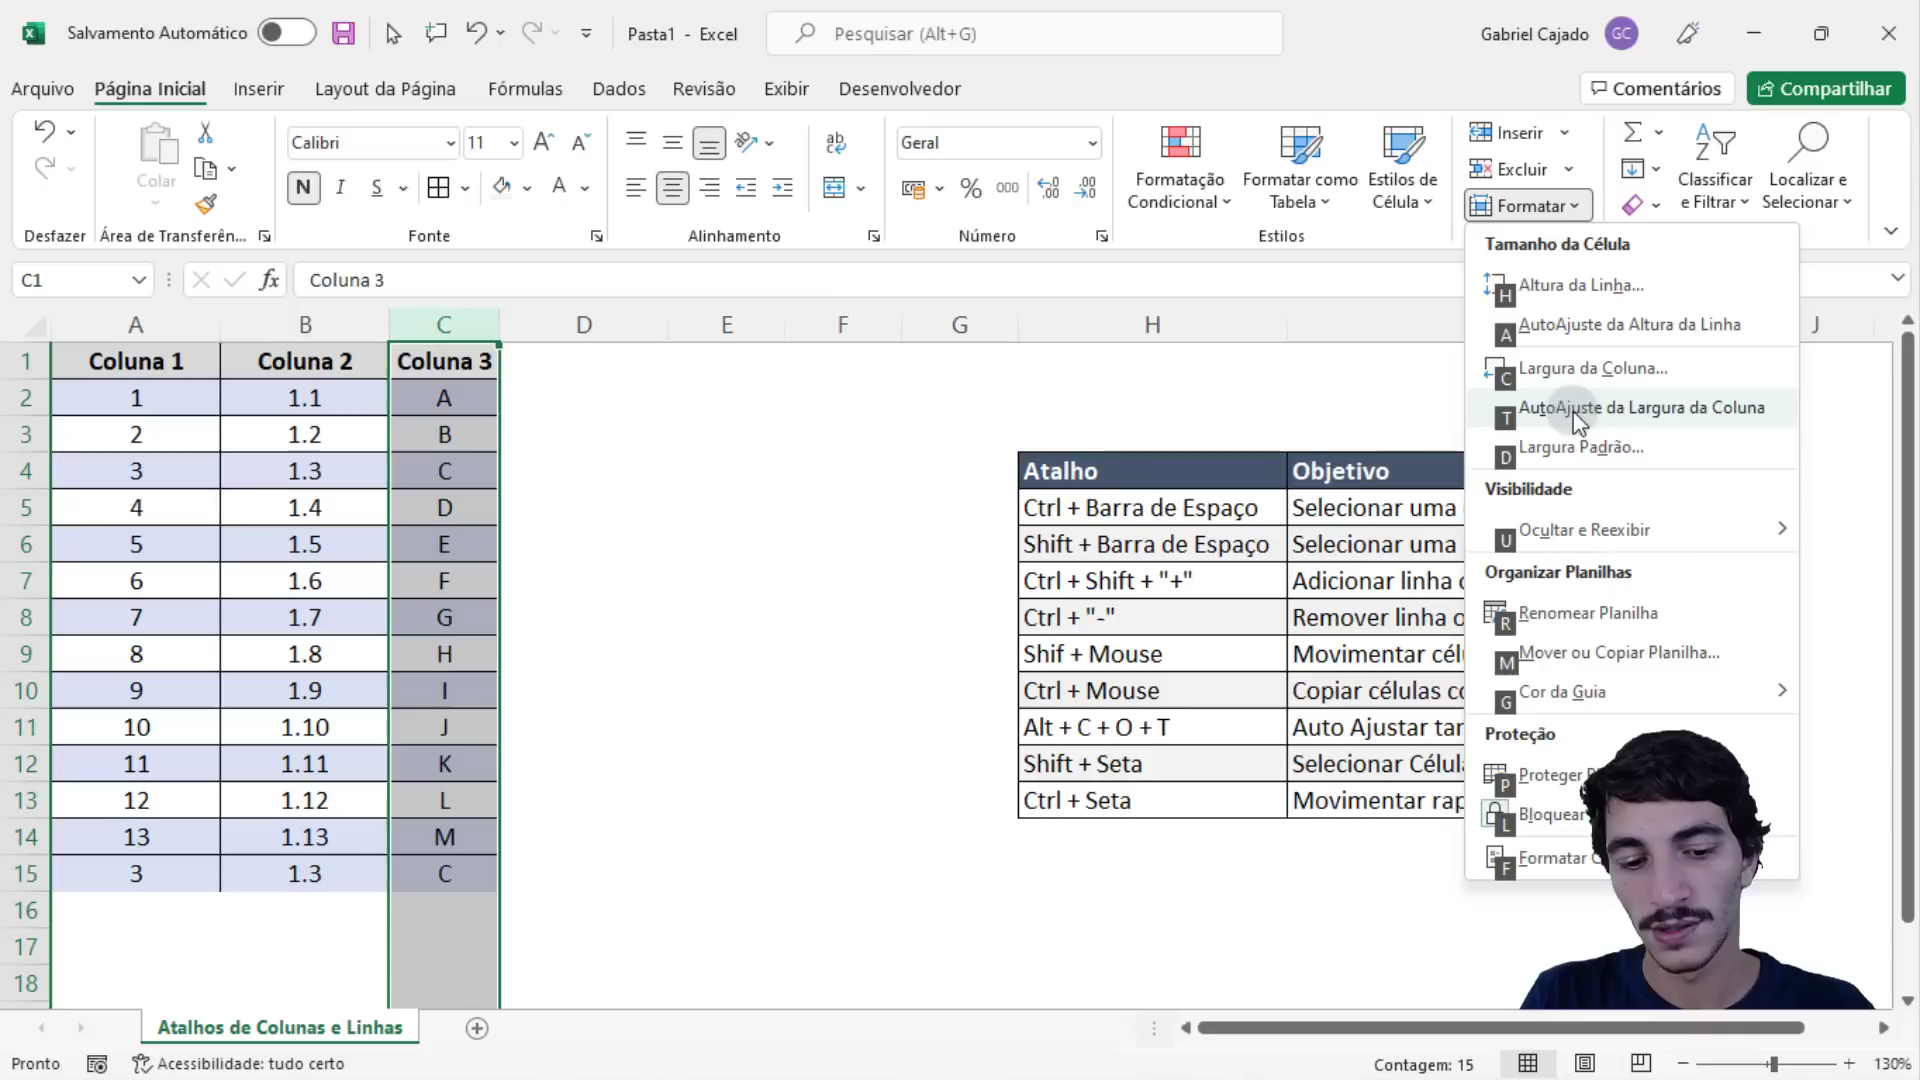 Salvamento Automático
Pasta1 - Excel
Pesquisar (Alt+G)
Gabriel Cajado
GC
Arquivo
Página Inicial
Inserir
Layout da Página
Fórmulas
Dados
Revisão
Exibir
Desenvolvedor
Comentários
Compartilhar
Colar
Calibri
11
N
I
S
Geral
%
000
Formatação Condicional
Formatar como Tabela
Estilos de Célula
Inserir
Excluir
Formatar
Classificar e Filtrar
Localizar e Selecionar
Desfazer
Área de Transferên...
Fonte
Alinhamento
Número
Estilos
C1
fx
Coluna 3
A B C D E F G H J
1 Coluna 1 Coluna 2 Coluna 3
2 1 1.1 A
3 2 1.2 B
4 3 1.3 C
5 4 1.4 D
6 5 1.5 E
7 6 1.6 F
8 7 1.7 G
9 8 1.8 H
10 9 1.9 I
11 10 1.10 J
12 11 1.11 K
13 12 1.12 L
14 13 1.13 M
15 3 1.3 C
16
17
18
Atalho Objetivo
Ctrl + Barra de Espaço Selecionar uma
Shift + Barra de Espaço Selecionar uma
Ctrl + Shift + "+" Adicionar linha
Ctrl + "-" Remover linha
Shif + Mouse Movimentar
Ctrl + Mouse Copiar células
Alt + C + O + T Auto Ajustar
Shift + Seta Selecionar
Ctrl + Seta Movimentar
Tamanho da Célula
H Altura da Linha...
A AutoAjuste da Altura da Linha
C Largura da Coluna...
T AutoAjuste da Largura da Coluna
D Largura Padrão...
Visibilidade
U Ocultar e Reexibir
Organizar Planilhas
R Renomear Planilha
M Mover ou Copiar Planilha...
G Cor da Guia
Proteção
P Proteger
L Bloquear
F Formatar
Atalhos de Colunas e Linhas
Pronto
Acessibilidade: tudo certo
Contagem: 15
130%